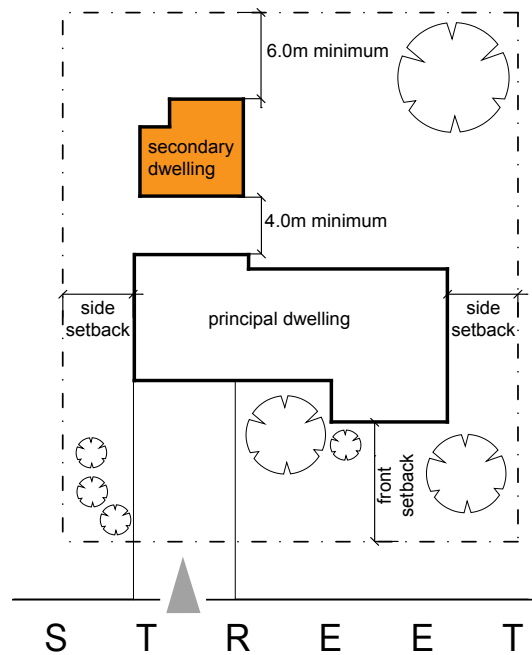 6.0m minimum
secondary
dwelling
4.0m minimum
side
setback
principal dwelling
side
setback
front
setback
S T R E E T